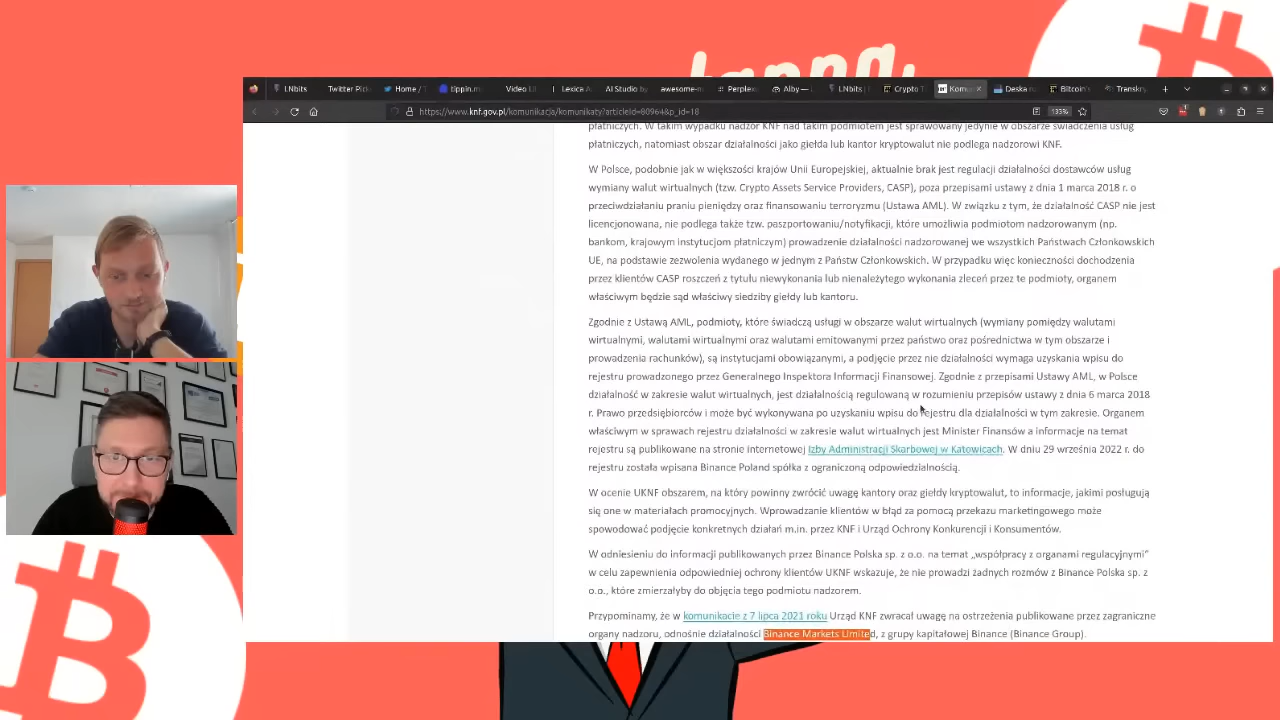 LNbits
Twitter Pick
Home / T
tippin.m
Video Li
Lexica A
AI Studio by
awesome-n
Perplex
Alby —
LNbits |
Crypto T
Komu
Deska n
Bitcoin
Transkry
https://www.knf.gov.pl/komunikacja/komunikaty?articleId=80964&p_id=18
133%
płatniczych. W takim wypadku nadzór KNF nad takim podmiotem jest sprawowany jedynie w obszarze świadczenia usług
płatniczych, natomiast obszar działalności jako giełda lub kantor kryptowalut nie podlega nadzorowi KNF.
W Polsce, podobnie jak w większości krajów Unii Europejskiej, aktualnie brak jest regulacji działalności dostawców usług
wymiany walut wirtualnych (tzw. Crypto Assets Service Providers, CASP), poza przepisami ustawy z dnia 1 marca 2018 r. o
przeciwdziałaniu praniu pieniędzy oraz finansowaniu terroryzmu (Ustawa AML). W związku z tym, że działalność CASP nie jest
licencjonowana, nie podlega także tzw. paszportowaniu/notyfikacji, które umożliwia podmiotom nadzorowanym (np.
bankom, krajowym instytucjom płatniczym) prowadzenie działalności nadzorowanej we wszystkich Państwach Członkowskich
UE, na podstawie zezwolenia wydanego w jednym z Państw Członkowskich. W przypadku więc konieczności dochodzenia
przez klientów CASP roszczeń z tytułu niewykonania lub nienależytego wykonania zleceń przez te podmioty, organem
właściwym będzie sąd właściwy siedziby giełdy lub kantoru.
Zgodnie z Ustawą AML, podmioty, które świadczą usługi w obszarze walut wirtualnych (wymiany pomiędzy walutami
wirtualnymi, walutami wirtualnymi oraz walutami emitowanymi przez państwo oraz pośrednictwa w tym obszarze i
prowadzenia rachunków), są instytucjami obowiązanymi, a podjęcie przez nie działalności wymaga uzyskania wpisu do
rejestru prowadzonego przez Generalnego Inspektora Informacji Finansowej. Zgodnie z przepisami Ustawy AML, w Polsce
działalność w zakresie walut wirtualnych, jest działalnością regulowaną w rozumieniu przepisów ustawy z dnia 6 marca 2018
r. Prawo przedsiębiorców i może być wykonywana po uzyskaniu wpisu do rejestru dla działalności w tym zakresie. Organem
właściwym w sprawach rejestru działalności w zakresie walut wirtualnych jest Minister Finansów a informacje na temat
rejestru są publikowane na stronie internetowej Izby Administracji Skarbowej w Katowicach. W dniu 29 września 2022 r. do
rejestru została wpisana Binance Poland spółka z ograniczoną odpowiedzialnością.
W ocenie UKNF obszarem, na który powinny zwrócić uwagę kantory oraz giełdy kryptowalut, to informacje, jakimi posługują
się one w materiałach promocyjnych. Wprowadzanie klientów w błąd za pomocą przekazu marketingowego może
spowodować podjęcie konkretnych działań m.in. przez KNF i Urząd Ochrony Konkurencji i Konsumentów.
W odniesieniu do informacji publikowanych przez Binance Polska sp. z o.o. na temat „współpracy z organami regulacyjnymi"
w celu zapewnienia odpowiedniej ochrony klientów UKNF wskazuje, że nie prowadzi żadnych rozmów z Binance Polska sp. z
o.o., które zmierzałyby do objęcia tego podmiotu nadzorem.
Przypominamy, że w komunikacie z 7 lipca 2021 roku Urząd KNF zwracał uwagę na ostrzeżenia publikowane przez zagraniczne
organy nadzoru, odnośnie działalności Binance Markets Limited, z grupy kapitałowej Binance (Binance Group).